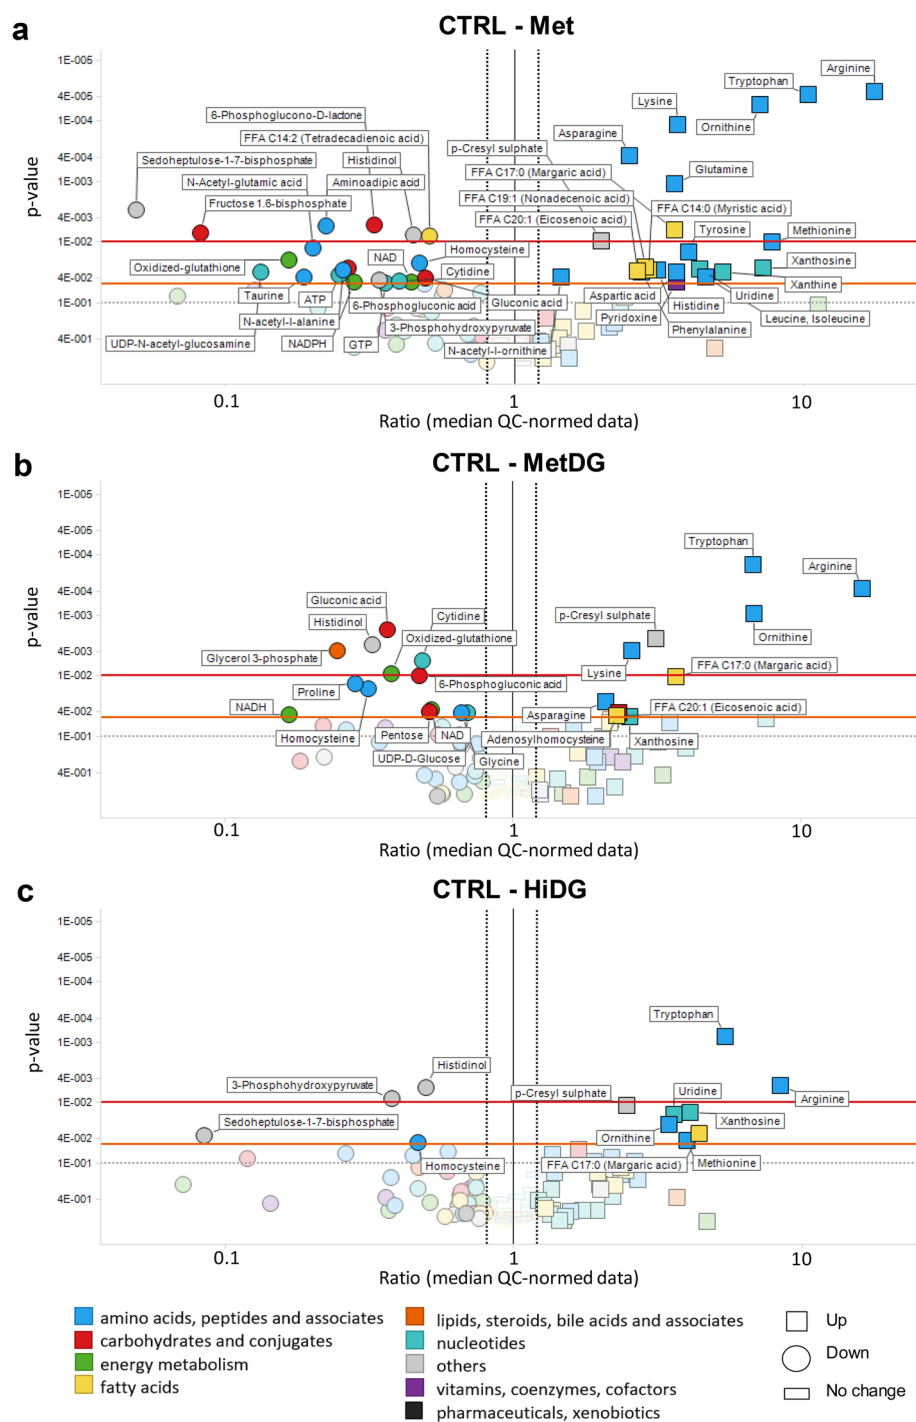 a
CTRL - Met
1E-005
Arginine
Tryptophan
4E-005
Lysine
6-Phosphoglucono-D-lactone
1E-004
Ornithine
FFA C14:2 (Tetradecadienoic acid)
Asparagine
p-Cresyl sulphate
4E-004
Sedoheptulose-1-7-bisphosphate
Histidinol
FFA C17:0 (Margaric acid)
Glutamine
1E-003
N-Acetyl-glutamic acid
Aminoadipic acid
FFA C19:1 (Nonadecenoic acid)
Fructose 1.6-bisphosphate
FFA C14:0 (Myristic acid)
4E-003
FFA C20:1 (Eicosenoic acid)
Tyrosine
Methionine
1E-002
Homocysteine
NAD
Oxidized-glutathione
Xanthosine
4E-002
Cytidine
Xanthine
Taurine
ATP
Gluconic acid
Aspartic acid
Uridine
1E-001
6-Phosphogluconic acid
Histidine
N-acetyl-l-alanine
Pyridoxine
Leucine, Isoleucine
3-Phosphohydroxypyruvate
Phenylalanine
4E-001
UDP-N-acetyl-glucosamine
NADPH
GTP
N-acetyl-l-ornithine
p-value
0.1
1
10
Ratio (median QC-normed data)
b
CTRL - MetDG
1E-005
4E-005
Tryptophan
1E-004
Arginine
4E-004
Gluconic acid
1E-003
Histidinol
Cytidine
p-Cresyl sulphate
Oxidized-glutathione
Ornithine
4E-003
Glycerol 3-phosphate
Lysine
FFA C17:0 (Margaric acid)
1E-002
6-Phosphogluconic acid
Proline
NADH
FFA C20:1 (Eicosenoic acid)
4E-002
Asparagine
1E-001
Homocysteine
Pentose
NAD
Adenosylhomocysteine
Xanthosine
UDP-D-Glucose
Glycine
4E-001
p-value
0.1
1
10
Ratio (median QC-normed data)
c
CTRL - HiDG
1E-005
4E-005
1E-004
4E-004
Tryptophan
1E-003
Histidinol
4E-003
3-Phosphohydroxypyruvate
p-Cresyl sulphate
Uridine
Arginine
1E-002
Sedoheptulose-1-7-bisphosphate
Xanthosine
4E-002
Ornithine
1E-001
Homocysteine
FFA C17:0 (Margaric acid)
Methionine
4E-001
p-value
0.1
1
10
Ratio (median QC-normed data)
amino acids, peptides and associates
carbohydrates and conjugates
energy metabolism
fatty acids
lipids, steroids, bile acids and associates
nucleotides
others
vitamins, coenzymes, cofactors
pharmaceuticals, xenobiotics
Up
Down
No change